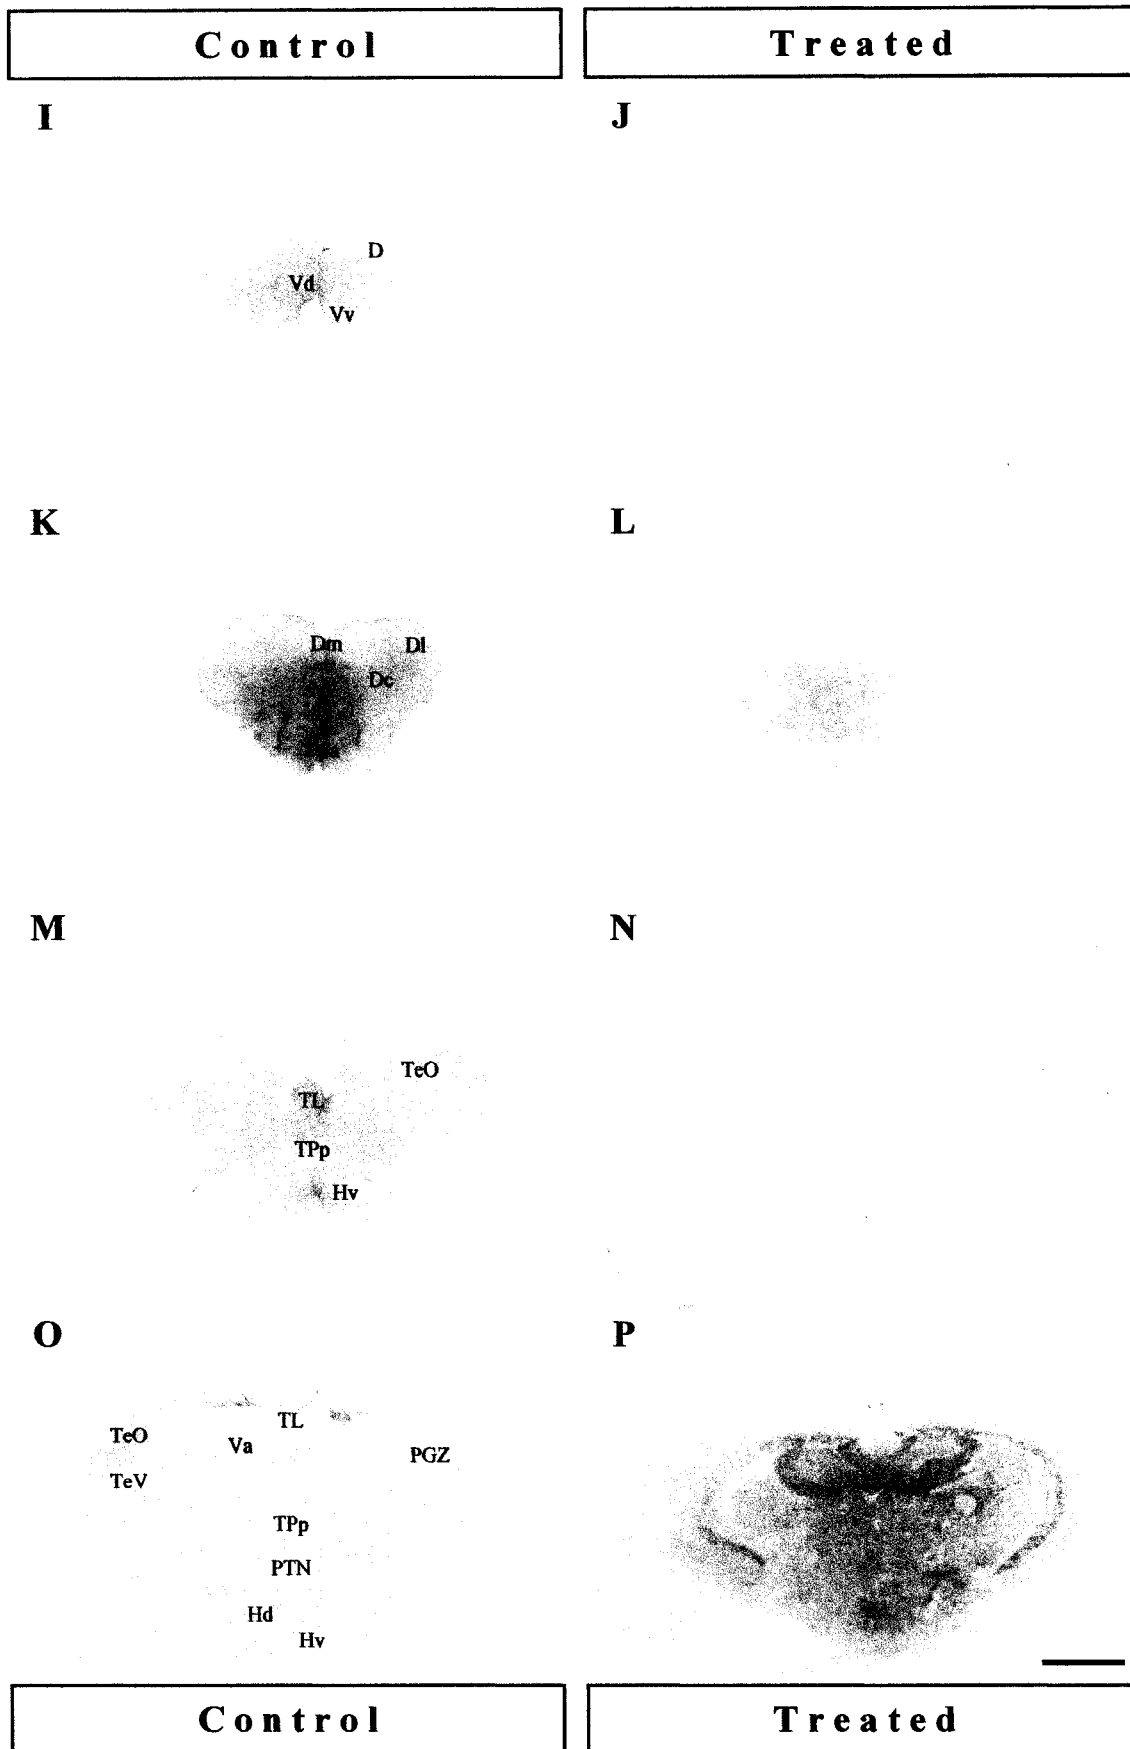 Control Treated
I J
D
Vd
Vv
K L
Dm Dl
Dc
M N
TeO
TL
TPp
Hv
O P
TL
TeO
Va
PGZ
TeV
TPp
PTN
Hd
Hv
Control Treated